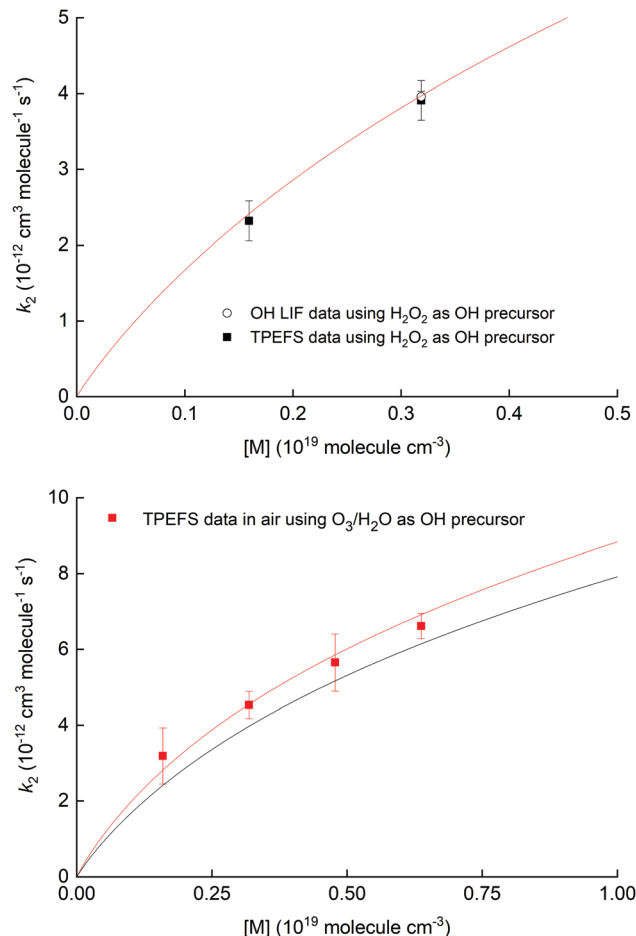 5
4
3
2
1
0
k₂ (10⁻¹² cm³ molecule⁻¹ s⁻¹)
OH LIF data using H₂O₂ as OH precursor
TPEFS data using H₂O₂ as OH precursor
0.0 0.1 0.2 0.3 0.4 0.5
[M] (10¹⁹ molecule cm⁻³)
10
8
6
4
2
0
k₂ (10⁻¹² cm³ molecule⁻¹ s⁻¹)
TPEFS data in air using O₃/H₂O as OH precursor
0.00 0.25 0.50 0.75 1.00
[M] (10¹⁹ molecule cm⁻³)